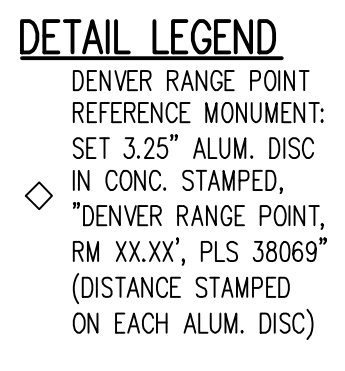 DETAIL LEGEND
DENVER RANGE POINT
REFERENCE MONUMENT:
SET 3.25" ALUM. DISC
IN CONC. STAMPED,
"DENVER RANGE POINT,
RM XX.XX', PLS 38069"
(DISTANCE STAMPED
ON EACH ALUM. DISC)